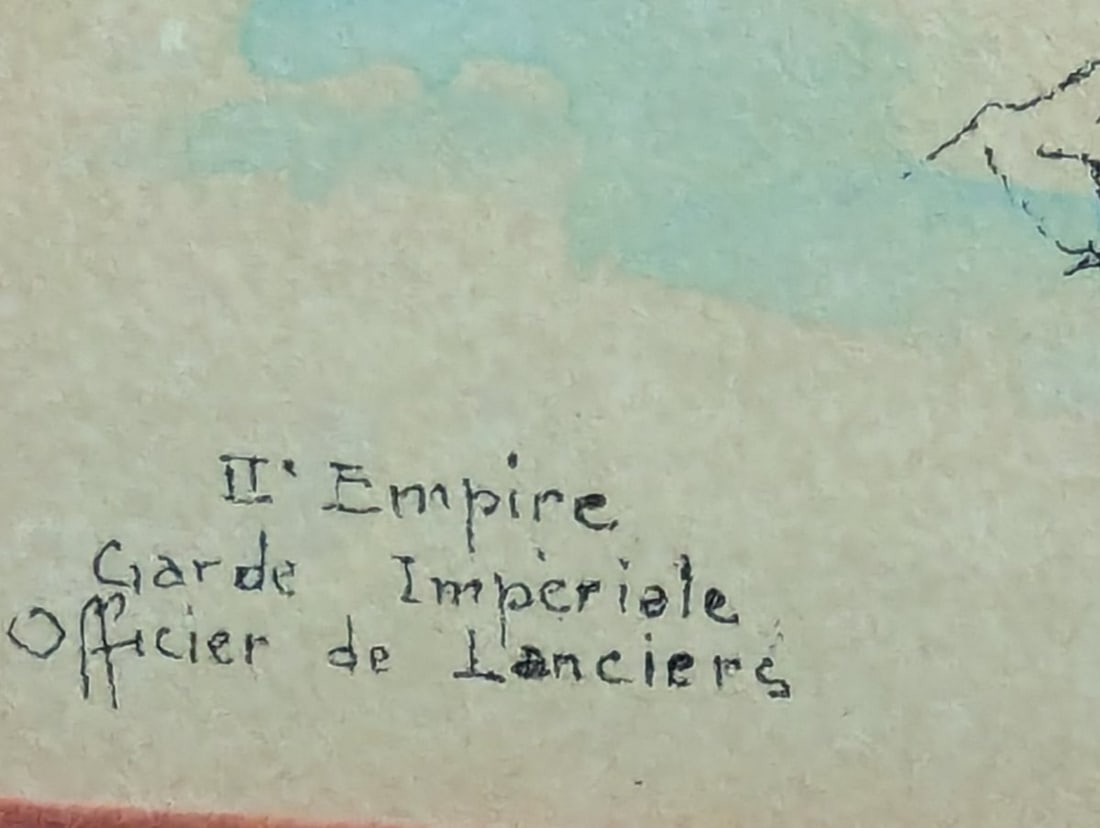 IIe Empire
Garde Impériale
Officier de Lanciers